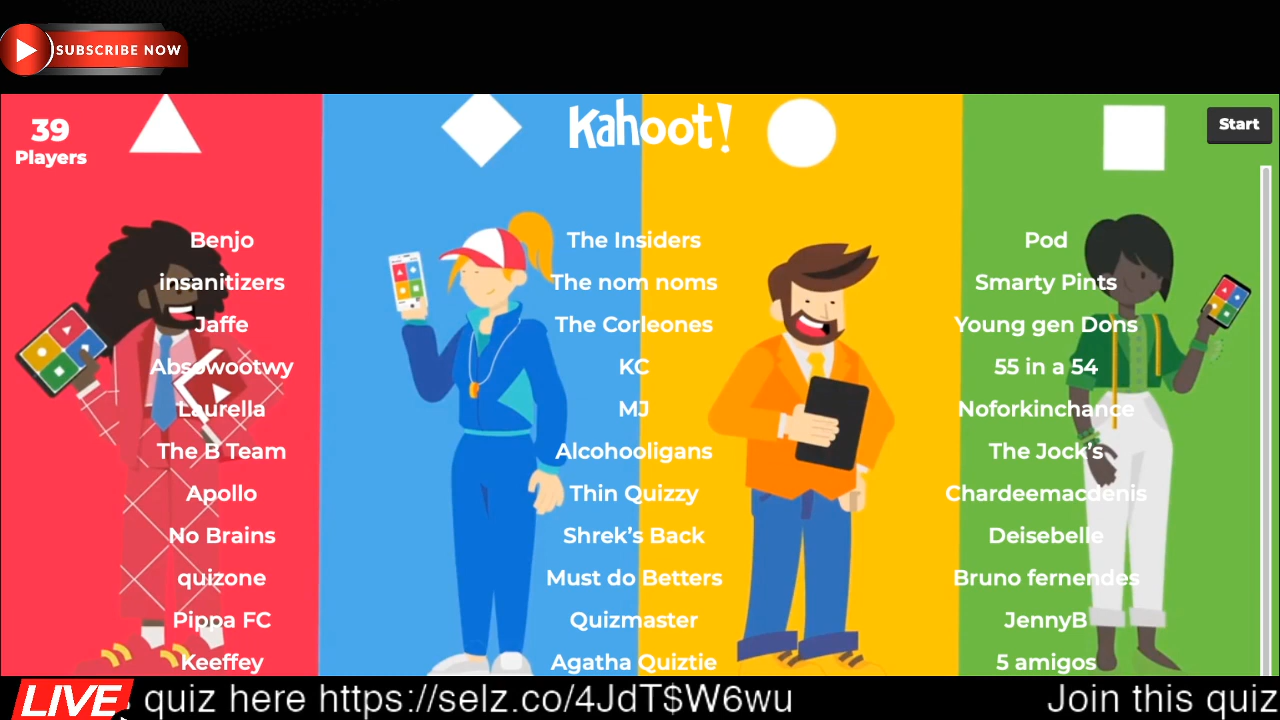 SUBSCRIBE NOW
39
Players
Kahoot!
Start
Benjo The Insiders Pod
insanitizers The nom noms Smarty Pints
Jaffe The Corleones Young gen Dons
Absowootwy KC 55 in a 54
Laurella MJ Noforkinchance
The B Team Alcohooligans The Jock's
Apollo Thin Quizzy Chardeemacdenis
No Brains Shrek's Back Deisebelle
quizone Must do Betters Bruno fernendes
Pippa FC Quizmaster JennyB
Keeffey Agatha Quiztie 5 amigos
LIVE quiz here https://selz.co/4JdT$W6wu Join this quiz